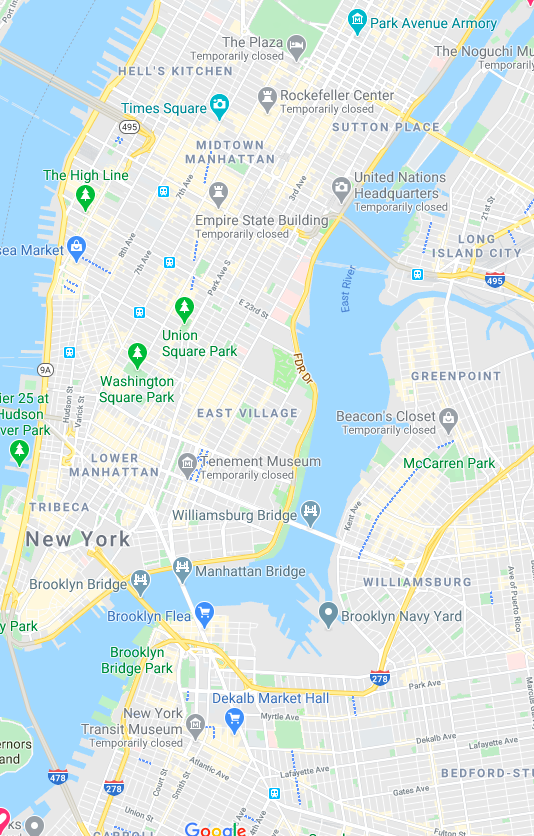 Park Avenue Armory
The Plaza
Temporarily closed
The Noguchi Mu
Temporarily
HELL'S KITCHEN
Times Square
Rockefeller Center
Temporarily closed
495
SUTTON PLACE
MIDTOWN
MANHATTAN
The High Line
7th Ave
3rd Ave
United Nations
Headquarters
Temporarily closed
21st St
Empire State Building
Temporarily closed
8th Ave
7th Ave
sea Market
Park Ave S
LONG
ISLAND CITY
495
East River
E 23rd St
Union
Square Park
Washington
Square Park
9A
FDR Dr
GREENPOINT
Hudson St
Varick St
ier 25 at
Hudson
ver Park
EAST VILLAGE
Beacon's Closet
Temporarily closed
LOWER
MANHATTAN
Tenement Museum
Temporarily closed
McCarren Park
TRIBECA
Williamsburg Bridge
Kent Ave
New York
Brooklyn Bridge
Manhattan Bridge
WILLIAMSBURG
Ave of Puerto Rico
Brooklyn Flea
Brooklyn Navy Yard
y Park
Brooklyn
Bridge Park
278
Park Ave
Marcus
Dekalb Market Hall
New York
Transit Museum
Temporarily closed
Myrtle Ave
Dekalb Ave
Lafayette Ave
ernors
land
478
278
Court St
Smith St
Atlantic Ave
Lafayette Ave
BEDFORD-STU
Gates Ave
Union St
ks
CARROLL
Google
Fulton St